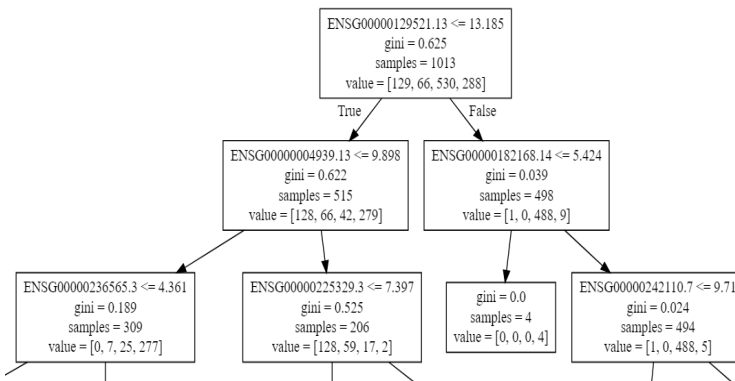 ENSG00000129521.13 <= 13.185
gini = 0.625
samples = 1013
value = [129, 66, 530, 288]
True
False
ENSG00000004939.13 <= 9.898
gini = 0.622
samples = 515
value = [128, 66, 42, 279]
ENSG00000182168.14 <= 5.424
gini = 0.039
samples = 498
value = [1, 0, 488, 9]
ENSG00000236565.3 <= 4.361
gini = 0.189
samples = 309
value = [0, 7, 25, 277]
ENSG00000225329.3 <= 7.397
gini = 0.525
samples = 206
value = [128, 59, 17, 2]
gini = 0.0
samples = 4
value = [0, 0, 0, 4]
ENSG00000242110.7 <= 9.71
gini = 0.024
samples = 494
value = [1, 0, 488, 5]